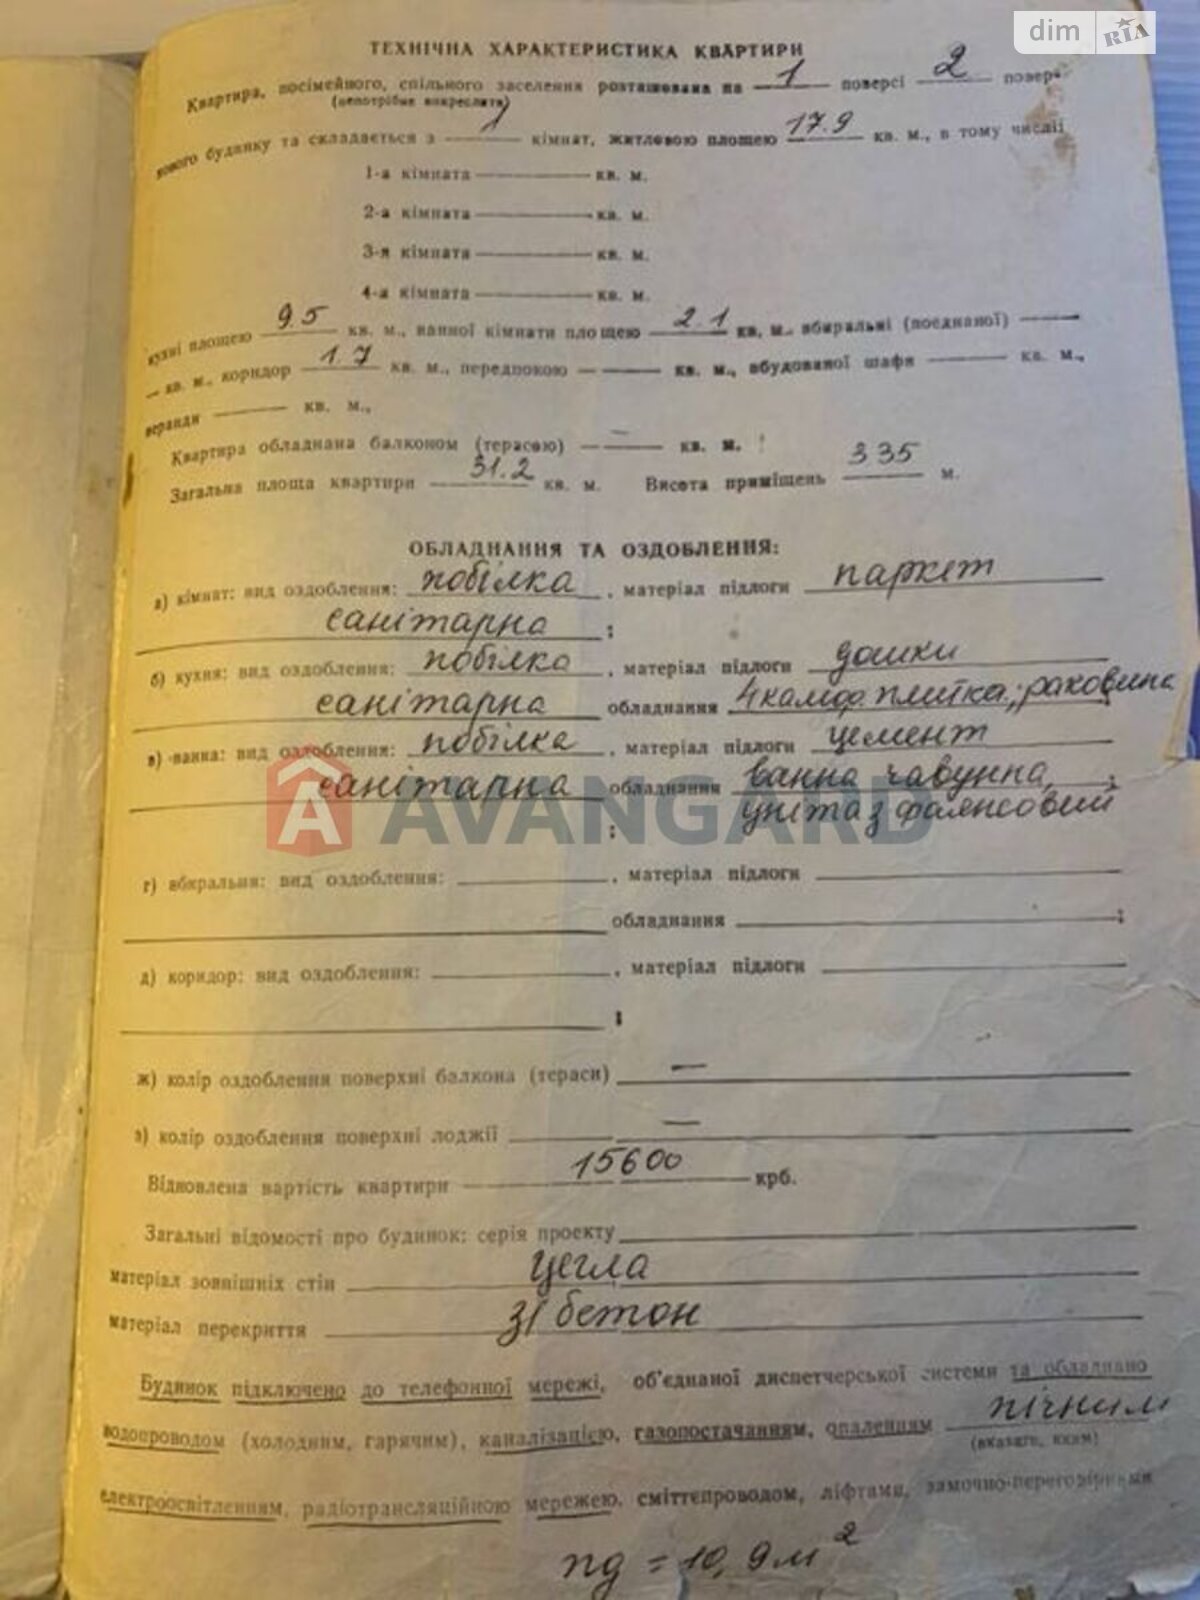 dim RIA
ТЕХНІЧНА ХАРАКТЕРИСТИКА КВАРТИРИ
Квартира, посімейного, спільного заселення розташована на 1 поверсі 2 повер-
(непотрібне викреслити)
хового будинку та складається з 1 кімнат, житловою площею 17.9 кв. м., в тому числі:
1-а кімната кв. м.
2-а кімната кв. м.
3-я кімната кв. м.
4-а кімната кв. м.
кухні площею 9.5 кв. м., ванної кімнати площею 2.1 кв. м. вбиральні (поєднаної) —
— кв. м., коридор 1.7 кв. м., передпокою — кв. м., вбудованої шафи — кв. м.,
веранди — кв. м.,
Квартира обладнана балконом (терасою) — кв. м.
Загальна площа квартири 31.2 кв. м. Висота приміщень 335 м.
ОБЛАДНАННЯ ТА ОЗДОБЛЕННЯ:
а) кімнат: вид оздоблення: побілка, матеріал підлоги паркет
санітарна ;
б) кухня: вид оздоблення: побілка, матеріал підлоги дошки
санітарна обладнання 4 камф. плитка, раковина
в) ванна: вид оздоблення: побілка, матеріал підлоги цемент
санітарна обладнання ванна чавунна, ;
; унітаз фаянсовий
AVANGARD
г) вбиральня: вид оздоблення: , матеріал підлоги
обладнання ;
д) коридор: вид оздоблення: , матеріал підлоги
;
ж) колір оздоблення поверхні балкона (тераси) —
з) колір оздоблення поверхні лоджії —
Відновлена вартість квартири 15600 крб.
Загальні відомості про будинок: серія проекту
матеріал зовнішніх стін цегла
матеріал перекриття з/бетон
Будинок підключено до телефонної мережі, об'єднаної диспетчерської системи та обладнано
водопроводом (холодним, гарячим), каналізацією, газопостачанням, опаленням пічним
(вказати, яким)
електроосвітленням, радіотрансляційною мережею, сміттєпроводом, ліфтами, замочно-переговірними
пд = 10,9 м²